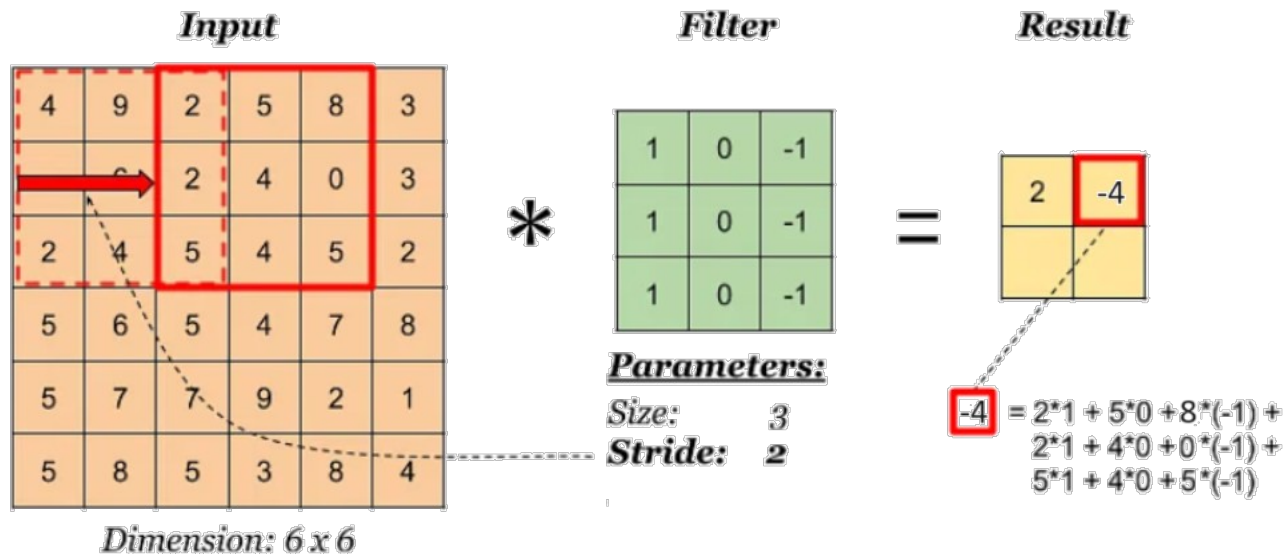 Input
Filter
Result
4 9 2 5 8 3
2 4 0 3
2 4 5 4 5 2
5 6 5 4 7 8
5 7 7 9 2 1
5 8 5 3 8 4
Dimension: 6 x 6
*
1 0 -1
1 0 -1
1 0 -1
Parameters:
Size: 3
Stride: 2
=
2 -4
-4 = 2*1 + 5*0 + 8*(-1) +
2*1 + 4*0 + 0*(-1) +
5*1 + 4*0 + 5*(-1)